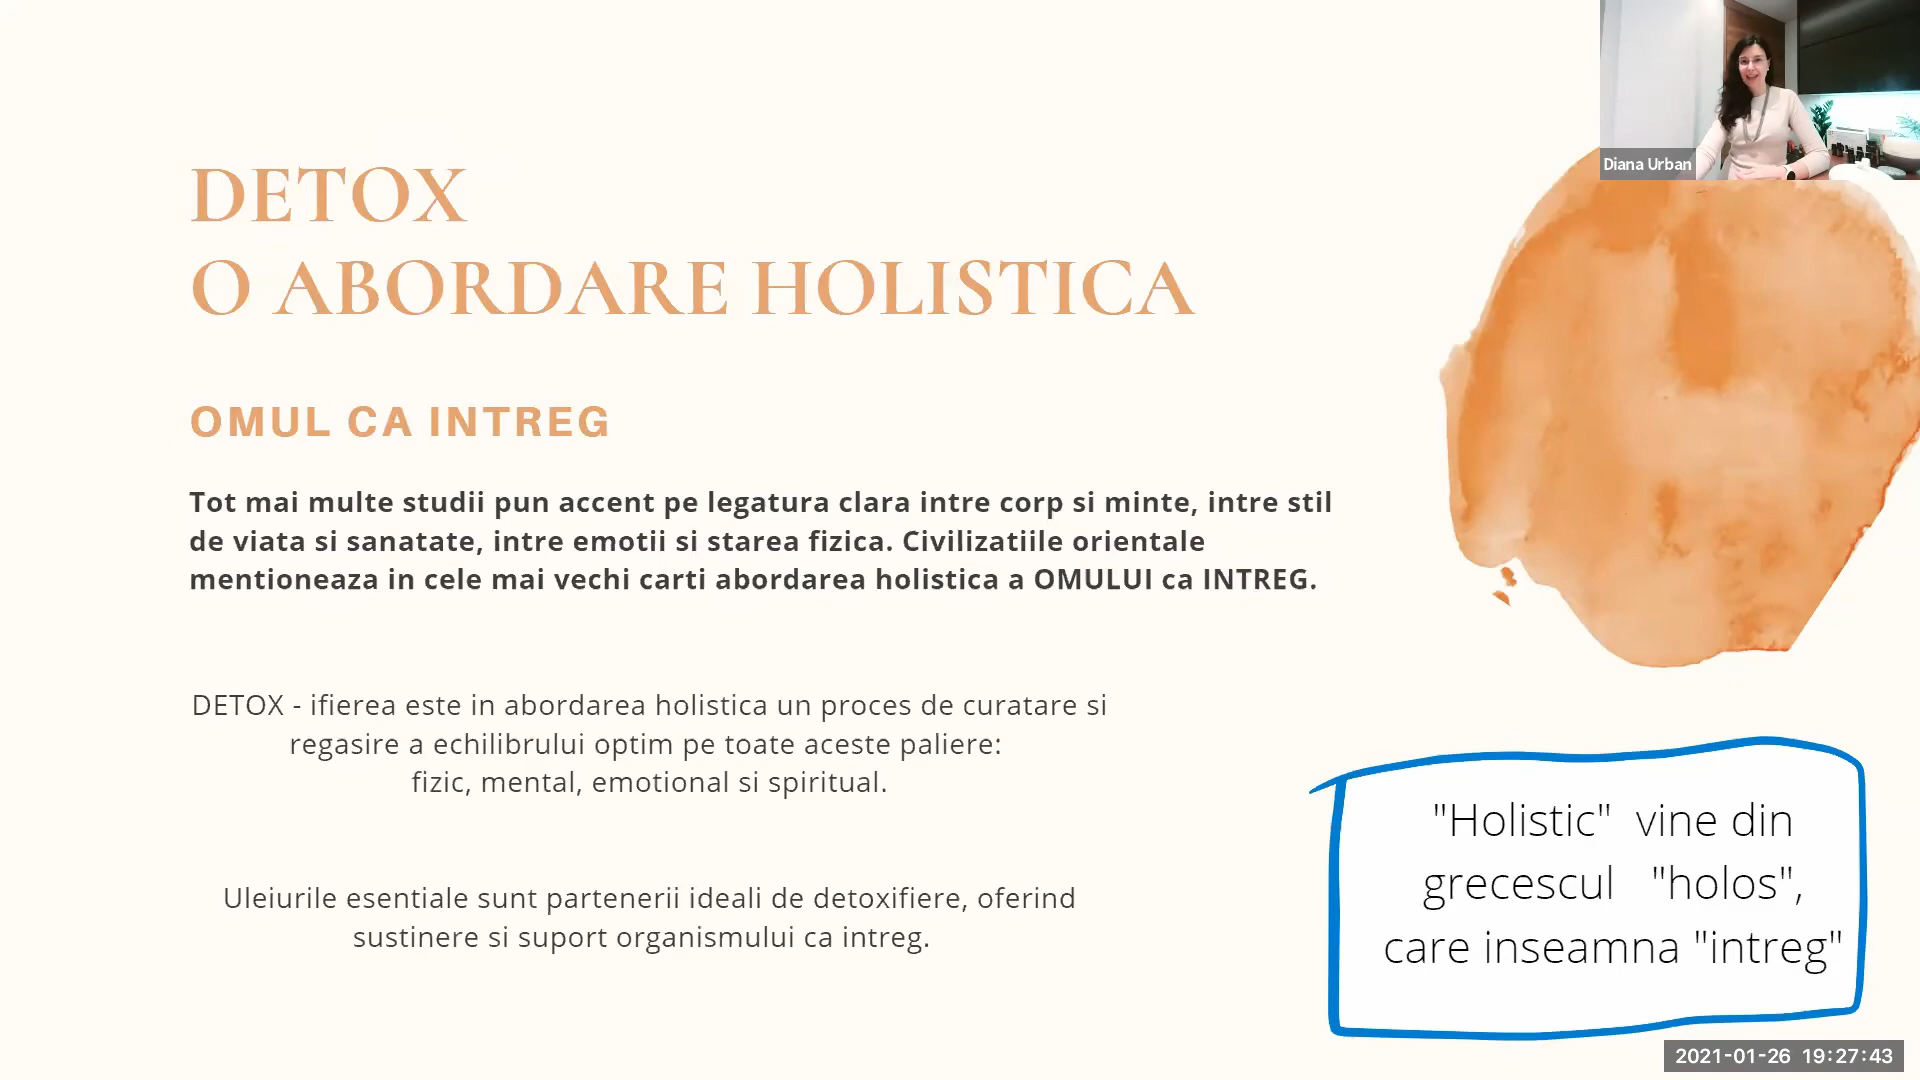 Diana Urban
DETOX
O ABORDARE HOLISTICA
OMUL CA INTREG
Tot mai multe studii pun accent pe legatura clara intre corp si minte, intre stil
de viata si sanatate, intre emotii si starea fizica. Civilizatiile orientale
mentioneaza in cele mai vechi carti abordarea holistica a OMULUI ca INTREG.
DETOX - ifierea este in abordarea holistica un proces de curatare si
regasire a echilibrului optim pe toate aceste paliere:
fizic, mental, emotional si spiritual.
Uleiurile esentiale sunt partenerii ideali de detoxifiere, oferind
sustinere si suport organismului ca intreg.
"Holistic" vine din
grecescul "holos",
care inseamna "intreg"
2021-01-26 19:27:43